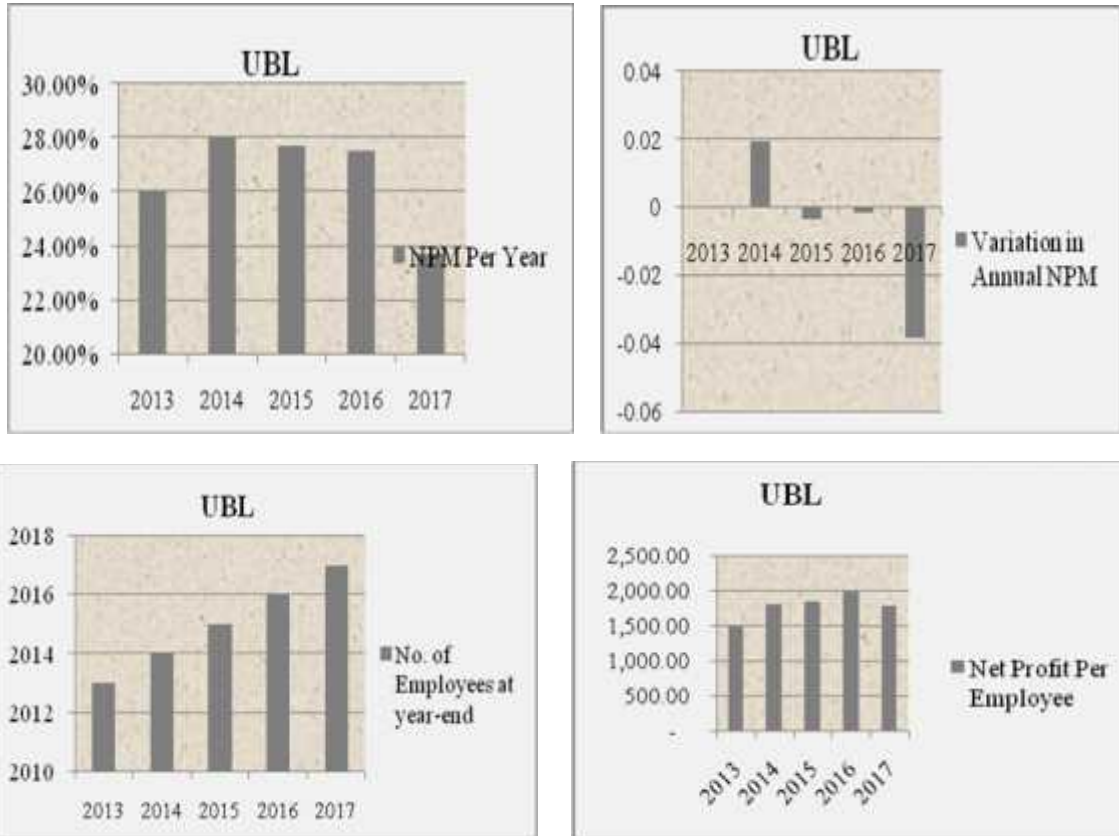 UBL
30.00%
28.00%
26.00%
24.00%
22.00%
20.00%
2013 2014 2015 2016 2017
NPM Per Year
UBL
0.04
0.02
0
-0.02
-0.04
-0.06
2013 2014 2015 2016 2017
Variation in
Annual NPM
UBL
2018
2016
2014
2012
2010
2013 2014 2015 2016 2017
No. of
Employees at
year-end
UBL
2,500.00
2,000.00
1,500.00
1,000.00
500.00
-
2013 2014 2015 2016 2017
Net Profit Per
Employee